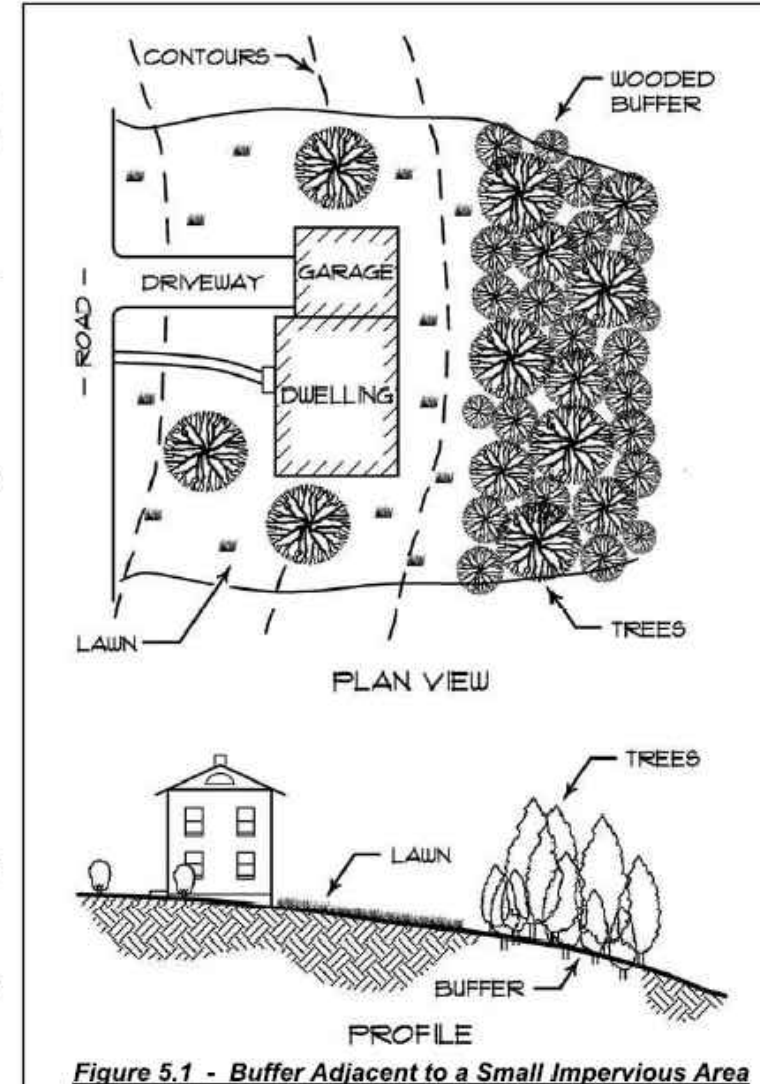 CONTOURS
WOODED
BUFFER
DRIVEWAY
GARAGE
- ROAD -
DWELLING
LAWN
TREES
PLAN VIEW
TREES
LAWN
BUFFER
PROFILE
Figure 5.1 - Buffer Adjacent to a Small Impervious Area